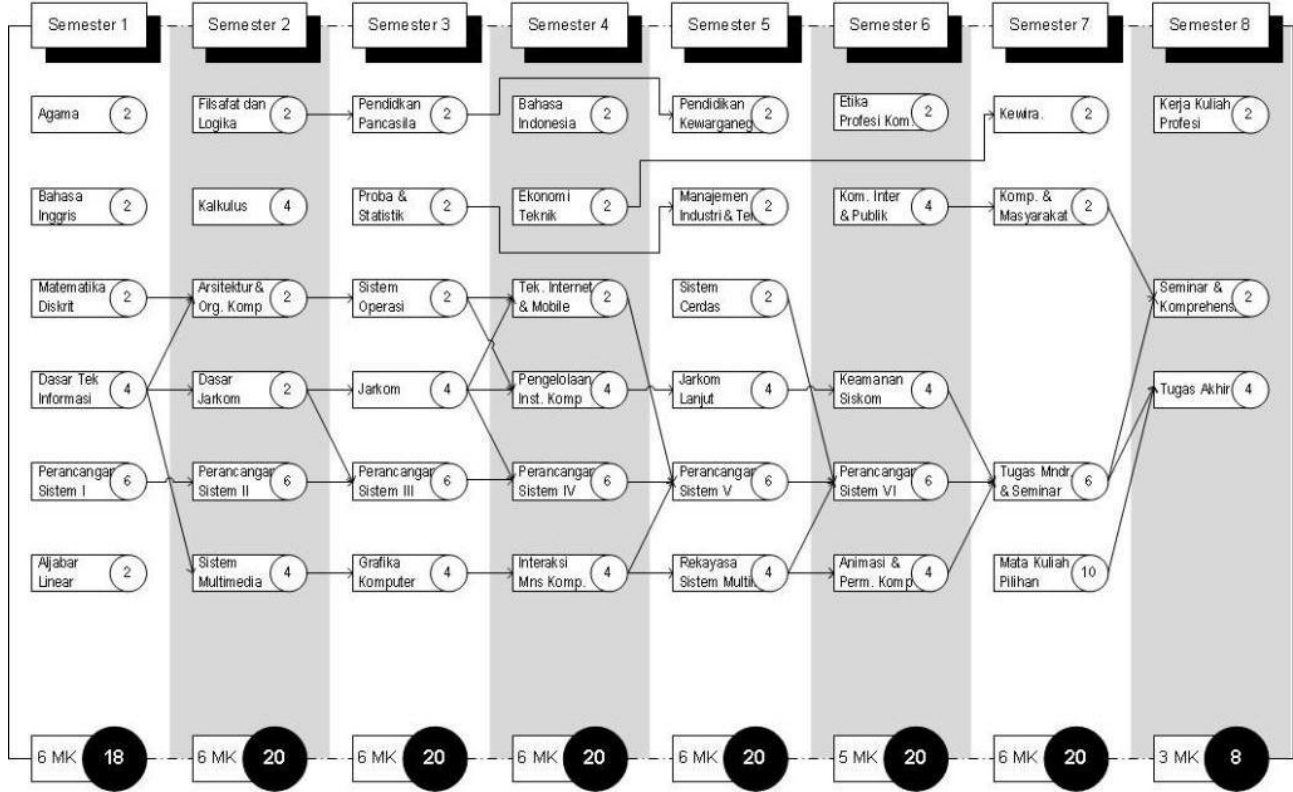 Semester 1
Semester 2
Semester 3
Semester 4
Semester 5
Semester 6
Semester 7
Semester 8
Agama
2
Filsafat dan
Logika
2
Pendidkan
Pancasila
2
Bahasa
Indonesia
2
Pendidikan
Kewarganeg
2
Etika
Profesi Kom.
2
Kewira.
2
Kerja Kuliah
Profesi
2
Bahasa
Inggris
2
Kalkulus
4
Proba &
Statistik
2
Ekonomi
Teknik
2
Manajemen
Industri & Tek
2
Kom. Inter
& Publik
4
Komp. &
Masyarakat
2
Matematika
Diskrit
2
Arsitektur &
Org. Komp
2
Sistem
Operasi
2
Tek. Internet
& Mobile
2
Sistem
Cerdas
2
Seminar &
Komprehens
2
Dasar Tek
Informasi
4
Dasar
Jarkom
2
Jarkom
4
Pengelolaan
Inst. Komp
4
Jarkom
Lanjut
4
Keamanan
Siskom
4
Tugas Akhir
4
Perancangan
Sistem I
6
Perancangan
Sistem II
6
Perancangan
Sistem III
6
Perancangan
Sistem IV
6
Perancangan
Sistem V
6
Perancangan
Sistem VI
6
Tugas Mndr.
& Seminar
6
Aljabar
Linear
2
Sistem
Multimedia
4
Grafika
Komputer
4
Interaksi
Mns Komp.
4
Rekayasa
Sistem Multim
4
Animasi &
Perm. Komp
4
Mata Kuliah
Pilihan
10
6 MK 18
6 MK 20
6 MK 20
6 MK 20
6 MK 20
5 MK 20
6 MK 20
3 MK 8